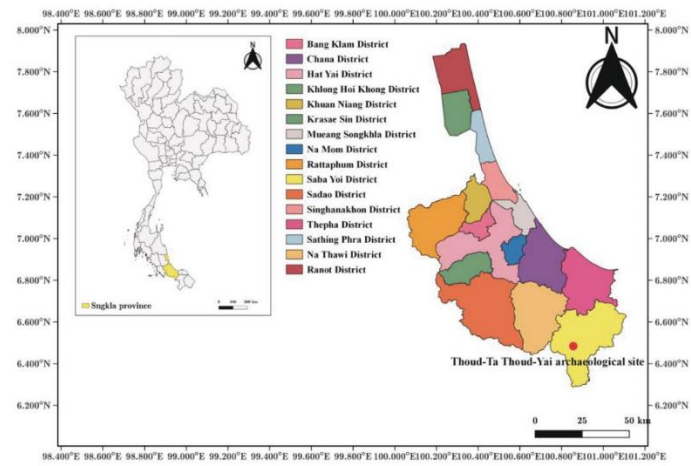 98.400°E 98.600°E 98.800°E 99.000°E 99.200°E 99.400°E 99.600°E 99.800°E 100.000°E 100.200°E 100.400°E 100.600°E 100.800°E 101.000°E 101.200°E
8.000°N 8.000°N
7.800°N 7.800°N
7.600°N 7.600°N
7.400°N 7.400°N
7.200°N 7.200°N
7.000°N 7.000°N
6.800°N 6.800°N
6.600°N 6.600°N
6.400°N 6.400°N
6.200°N 6.200°N
N
Sngkla province
0 100 200 km
Bang Klam District
Chana District
Hat Yai District
Khlong Hoi Khong District
Khuan Niang District
Krasae Sin District
Mueang Songkhla District
Na Mom District
Rattaphum District
Saba Yoi District
Sadao District
Singhanakhon District
Thepha District
Sathing Phra District
Na Thawi District
Ranot District
N
Thoud-Ta Thoud-Yai archaeological site
0 25 50 km
98.400°E 98.600°E 98.800°E 99.000°E 99.200°E 99.400°E 99.600°E 99.800°E 100.000°E 100.200°E 100.400°E 100.600°E 100.800°E 101.000°E 101.200°E